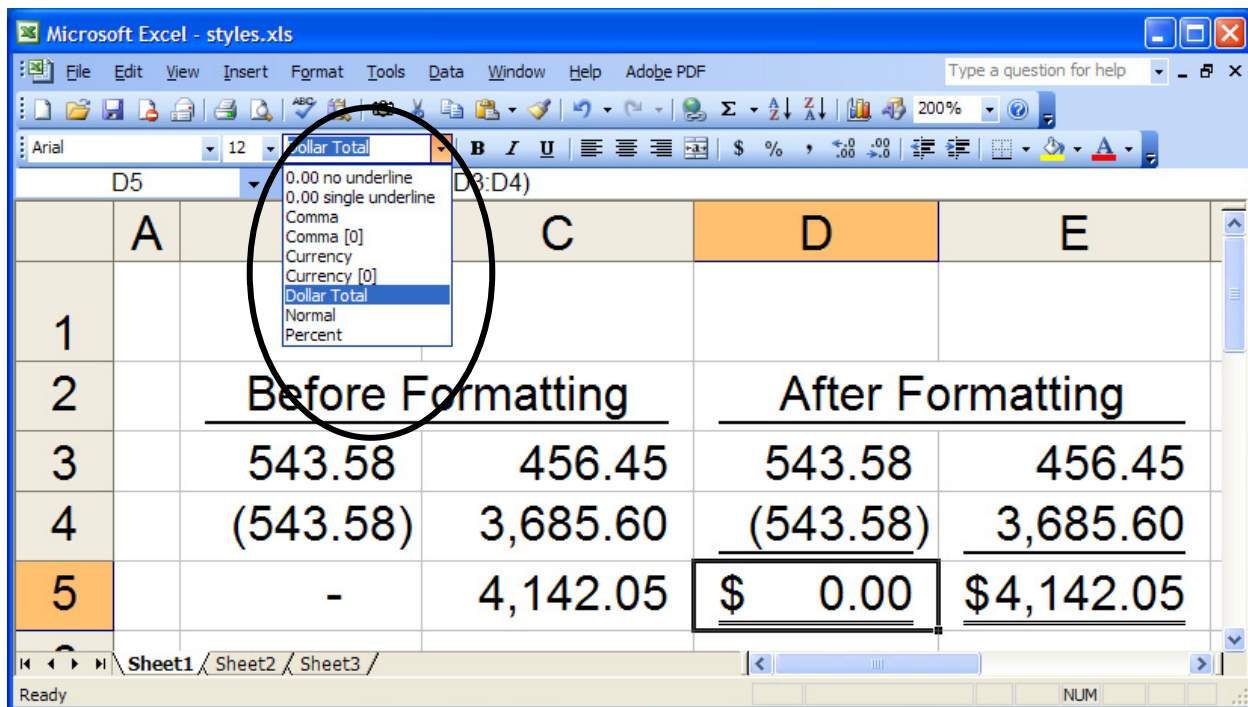 Microsoft Excel - styles.xls
File Edit View Insert Format Tools Data Window Help Adobe PDF Type a question for help
ABC Σ A Z Z A 200%
Arial 12 Dollar Total B I U $ % , .00 .00 A
D5 D3:D4)
0.00 no underline
0.00 single underline
Comma
Comma [0]
Currency
Currency [0]
Dollar Total
Normal
Percent
A C D E
1
2 Before Formatting After Formatting
3 543.58 456.45 543.58 456.45
4 (543.58) 3,685.60 (543.58) 3,685.60
5 - 4,142.05 $ 0.00 $4,142.05
Sheet1 Sheet2 Sheet3
Ready NUM